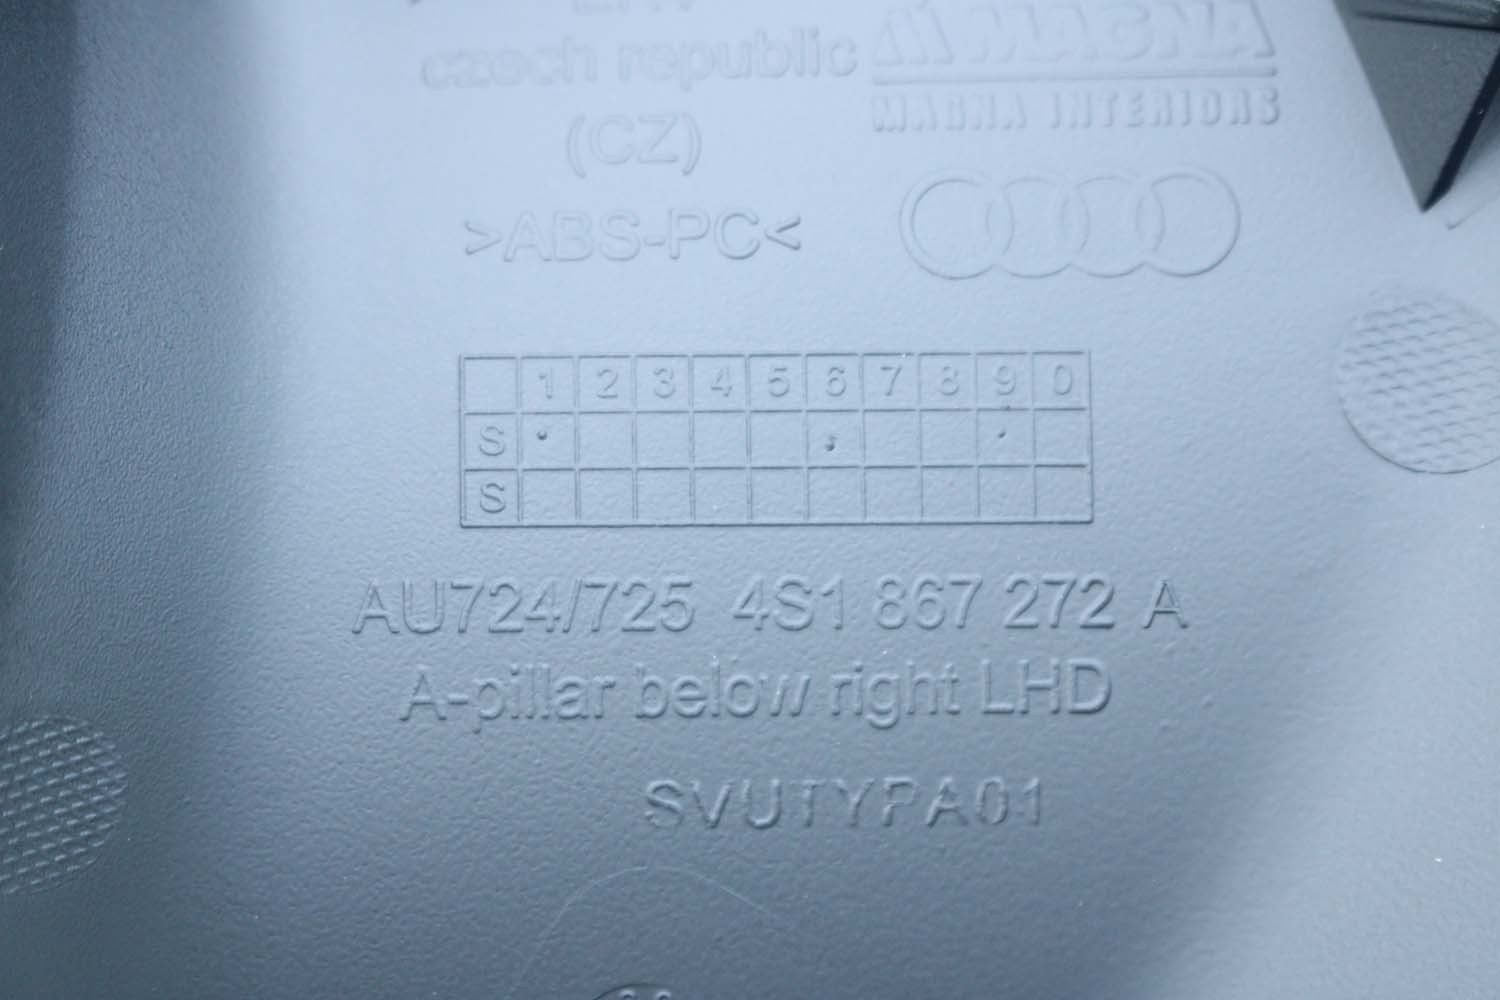 czech republic
MAGNA
MAGNA INTERIORS
(CZ)
>ABS-PC<
1 2 3 4 5 6 7 8 9 0
S
S
AU724/725 4S1 867 272 A
A-pillar below right LHD
SVUTYPA01